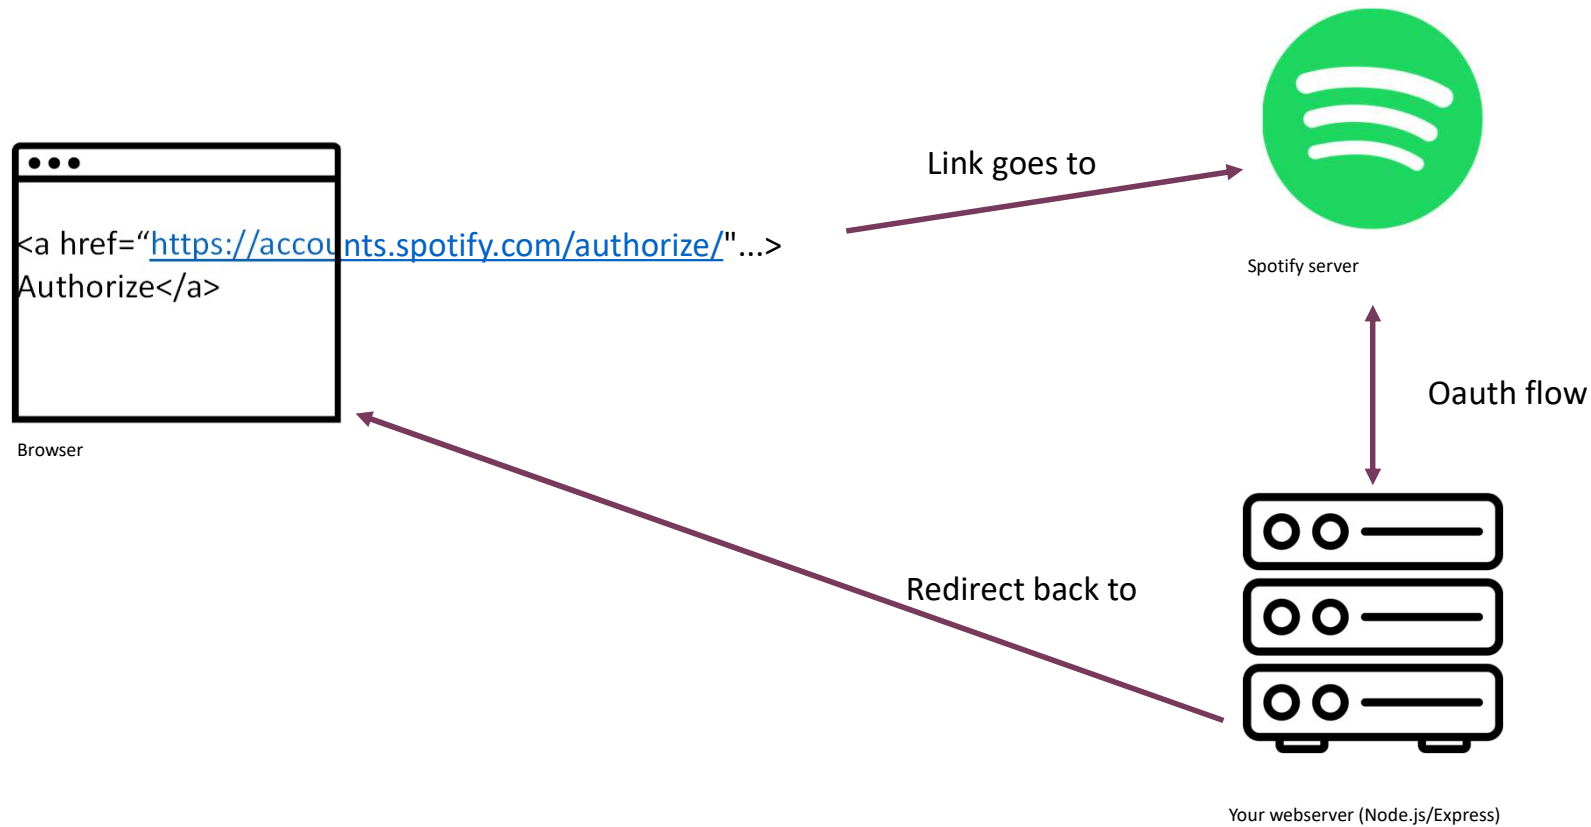 Link goes to
<a href=“https://accounts.spotify.com/authorize/"...>
Authorize</a>
Spotify server
Oauth flow
Browser
Redirect back to
Your webserver (Node.js/Express)